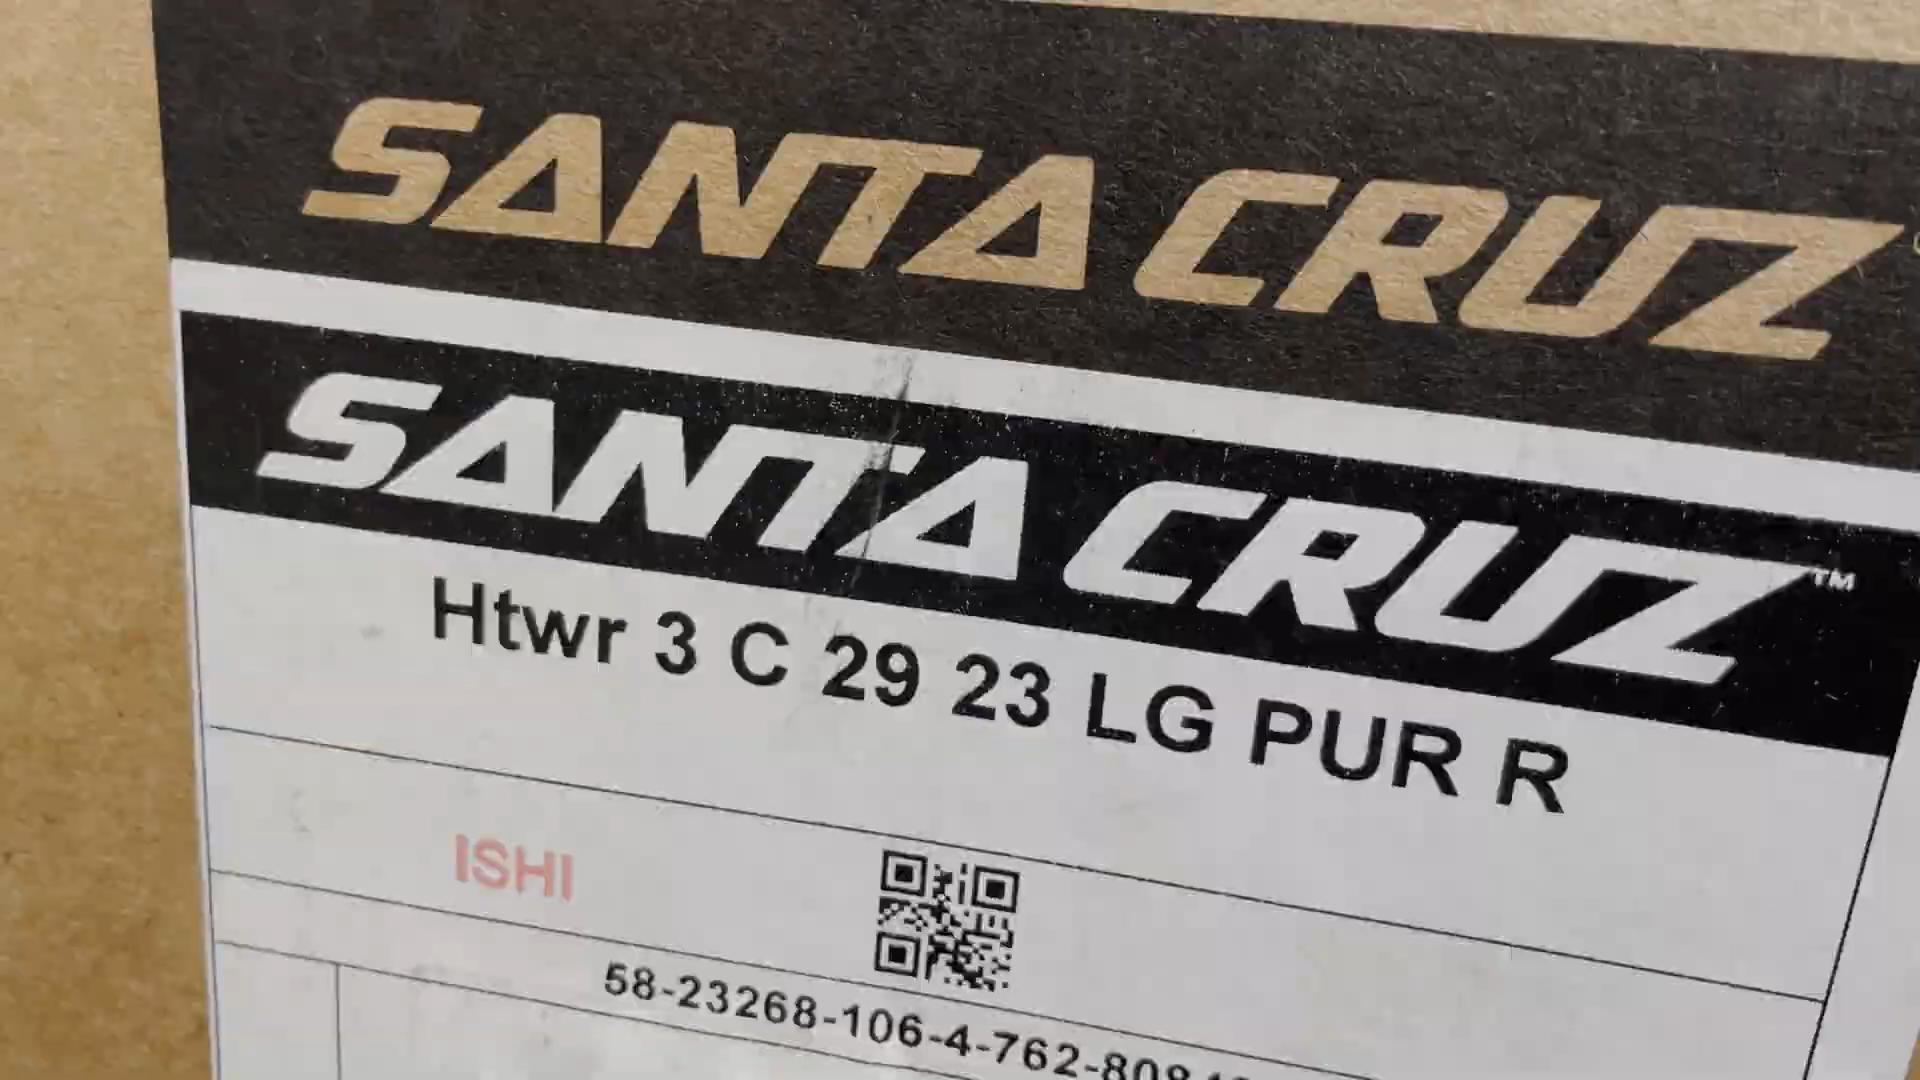 SANTA CRUZ
SANTA CRUZ™
Htwr 3 C 29 23 LG PUR R
ISHI
58-23268-106-4-762-808